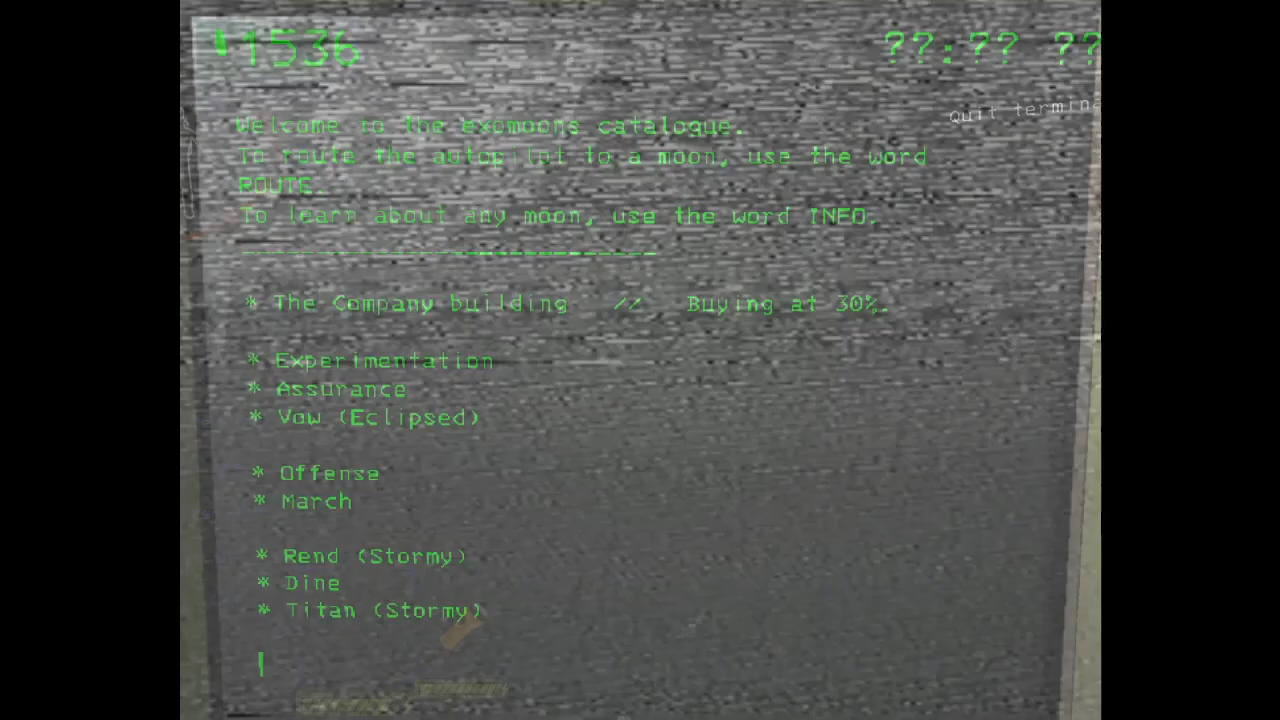 1536
??:?? ??
Quit termina
Welcome to the exomoons catalogue.
To route the autopilot to a moon, use the word
ROUTE.
To learn about any moon, use the word INFO.
* The Company building // Buying at 30%.
* Experimentation
* Assurance
* Vow (Eclipsed)
* Offense
* March
* Rend (Stormy)
* Dine
* Titan (Stormy)